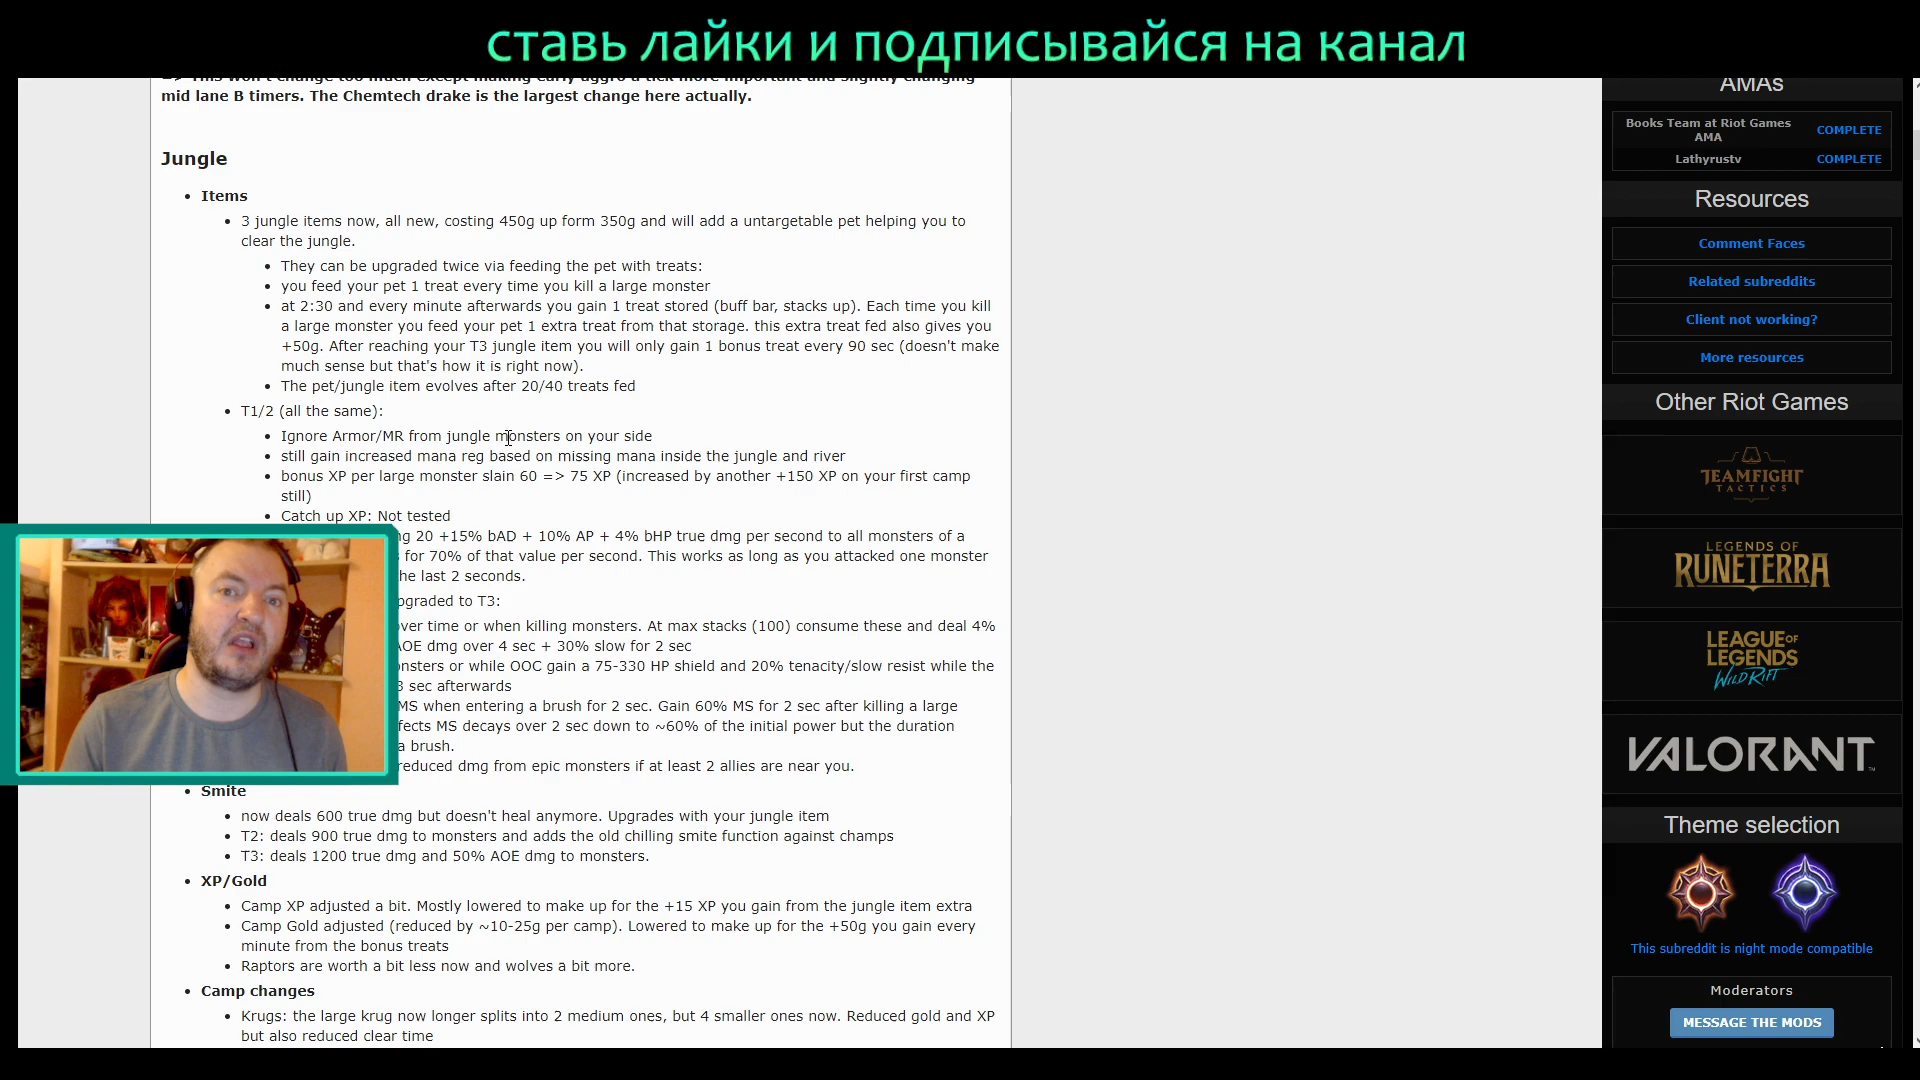 ставь лайки и подписывайся на канал
=> This won't change too much except making early aggro a tick more important and slightly changing
mid lane B timers. The Chemtech drake is the largest change here actually.
Jungle
• Items
• 3 jungle items now, all new, costing 450g up form 350g and will add a untargetable pet helping you to
clear the jungle.
• They can be upgraded twice via feeding the pet with treats:
• you feed your pet 1 treat every time you kill a large monster
• at 2:30 and every minute afterwards you gain 1 treat stored (buff bar, stacks up). Each time you kill
a large monster you feed your pet 1 extra treat from that storage. this extra treat fed also gives you
+50g. After reaching your T3 jungle item you will only gain 1 bonus treat every 90 sec (doesn't make
much sense but that's how it is right now).
• The pet/jungle item evolves after 20/40 treats fed
• T1/2 (all the same):
• Ignore Armor/MR from jungle monsters on your side
• still gain increased mana reg based on missing mana inside the jungle and river
• bonus XP per large monster slain 60 => 75 XP (increased by another +150 XP on your first camp
still)
• Catch up XP: Not tested
ng 20 +15% bAD + 10% AP + 4% bHP true dmg per second to all monsters of a
for 70% of that value per second. This works as long as you attacked one monster
he last 2 seconds.
pgraded to T3:
over time or when killing monsters. At max stacks (100) consume these and deal 4%
AOE dmg over 4 sec + 30% slow for 2 sec
onsters or while OOC gain a 75-330 HP shield and 20% tenacity/slow resist while the
3 sec afterwards
MS when entering a brush for 2 sec. Gain 60% MS for 2 sec after killing a large
fects MS decays over 2 sec down to ~60% of the initial power but the duration
a brush.
reduced dmg from epic monsters if at least 2 allies are near you.
• Smite
• now deals 600 true dmg but doesn't heal anymore. Upgrades with your jungle item
• T2: deals 900 true dmg to monsters and adds the old chilling smite function against champs
• T3: deals 1200 true dmg and 50% AOE dmg to monsters.
• XP/Gold
• Camp XP adjusted a bit. Mostly lowered to make up for the +15 XP you gain from the jungle item extra
• Camp Gold adjusted (reduced by ~10-25g per camp). Lowered to make up for the +50g you gain every
minute from the bonus treats
• Raptors are worth a bit less now and wolves a bit more.
• Camp changes
• Krugs: the large krug now longer splits into 2 medium ones, but 4 smaller ones now. Reduced gold and XP
but also reduced clear time
AMAs
Books Team at Riot Games
AMA
COMPLETE
Lathyrustv COMPLETE
Resources
Comment Faces
Related subreddits
Client not working?
More resources
Other Riot Games
TEAMFIGHT
TACTICS
LEGENDS OF
RUNETERRA
LEAGUE OF
LEGENDS
WILD RIFT
VALORANT
Theme selection
This subreddit is night mode compatible
Moderators
MESSAGE THE MODS